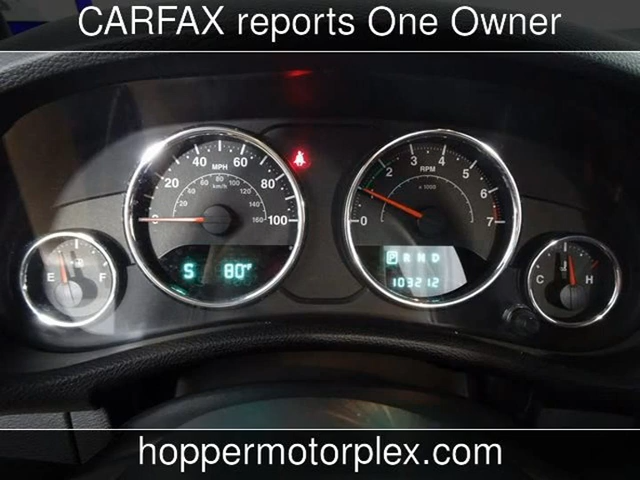 CARFAX reports One Owner
0 20 40 60 80 100
MPH
km/h
20 40 60 80 100 120 140 160
S 80°F
0 1 2 3 4 5 6 7
RPM
x 1000
P R N D
103212
E F
C H
hoppermotorplex.com